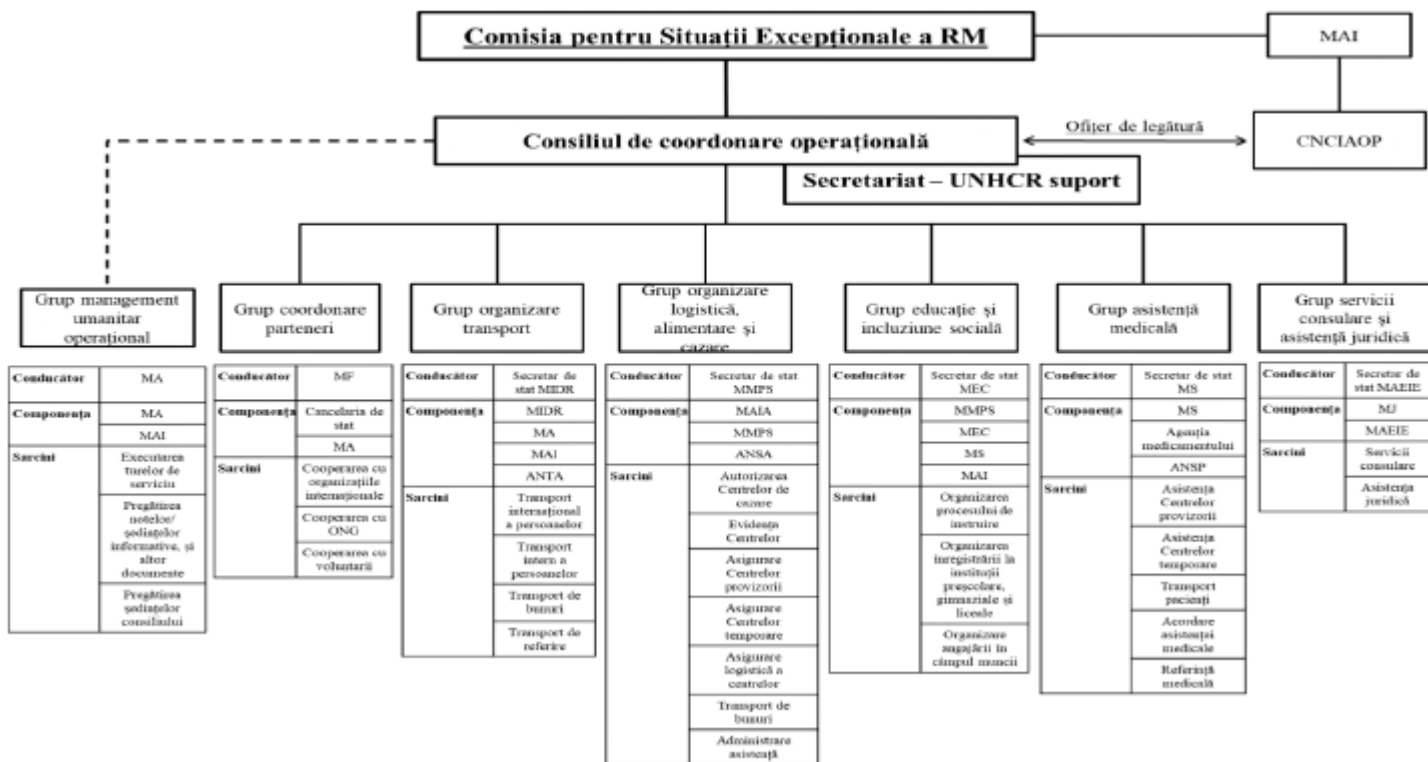 Comisia pentru Situații Excepționale a RM
MAI
Consiliul de coordonare operațională
Ofițer de legătură
CNCIAOP
Secretariat – UNHCR suport
Grup management
umanitar
operațional
Conducător
MA
Componența
MA
MAI
Sarcini
Executarea
turelor de
serviciu
Pregătirea
notelor/
ședințelor
informative, și
altor
documente
Pregătirea
ședințelor
consiliului
Grup coordonare
parteneri
Conducător
MF
Componența
Cancelaria de
stat
MA
Sarcini
Cooperarea cu
organizațiile
internaționale
Cooperarea cu
ONG
Cooperarea cu
voluntarii
Grup organizare
transport
Conducător
Secretar de
stat MIDR
Componența
MIDR
MA
MAI
ANTA
Sarcini
Transport
internațional
a persoanelor
Transport
intern a
persoanelor
Transport de
bunuri
Transport de
referire
Grup organizare
logistică,
alimentare și
cazare
Conducător
Secretar de stat
MMPS
Componența
MAIA
MMPS
ANSA
Sarcini
Autorizarea
Centrelor de
cazare
Evidența
Centrelor
Asigurare
Centrelor
provizorii
Asigurare
Centrelor
temporare
Asigurare
logistică a
centrelor
Transport de
bunuri
Administrare
asistență
Grup educație și
incluziune socială
Conducător
Secretar de stat
MEC
Componența
MMPS
MEC
MS
MAI
Sarcini
Organizarea
procesului de
instruire
Organizarea
înregistrării la
instituții
preșcolare,
gimnaziale și
liceale
Organizare
angajării în
câmpul muncii
Grup asistență
medicală
Conducător
Secretar de stat
MS
Componența
MS
Agenția
medicamentului
ANSP
Sarcini
Asistența
Centrelor
provizorii
Asistența
Centrelor
temporare
Transport
pacienți
Acordare
asistenței
medicale
Referință
medicală
Grup servicii
consulare și
asistență juridică
Conducător
Secretar de
stat MAEIE
Componența
MJ
MAEIE
Sarcini
Servicii
consulare
Asistența
juridică